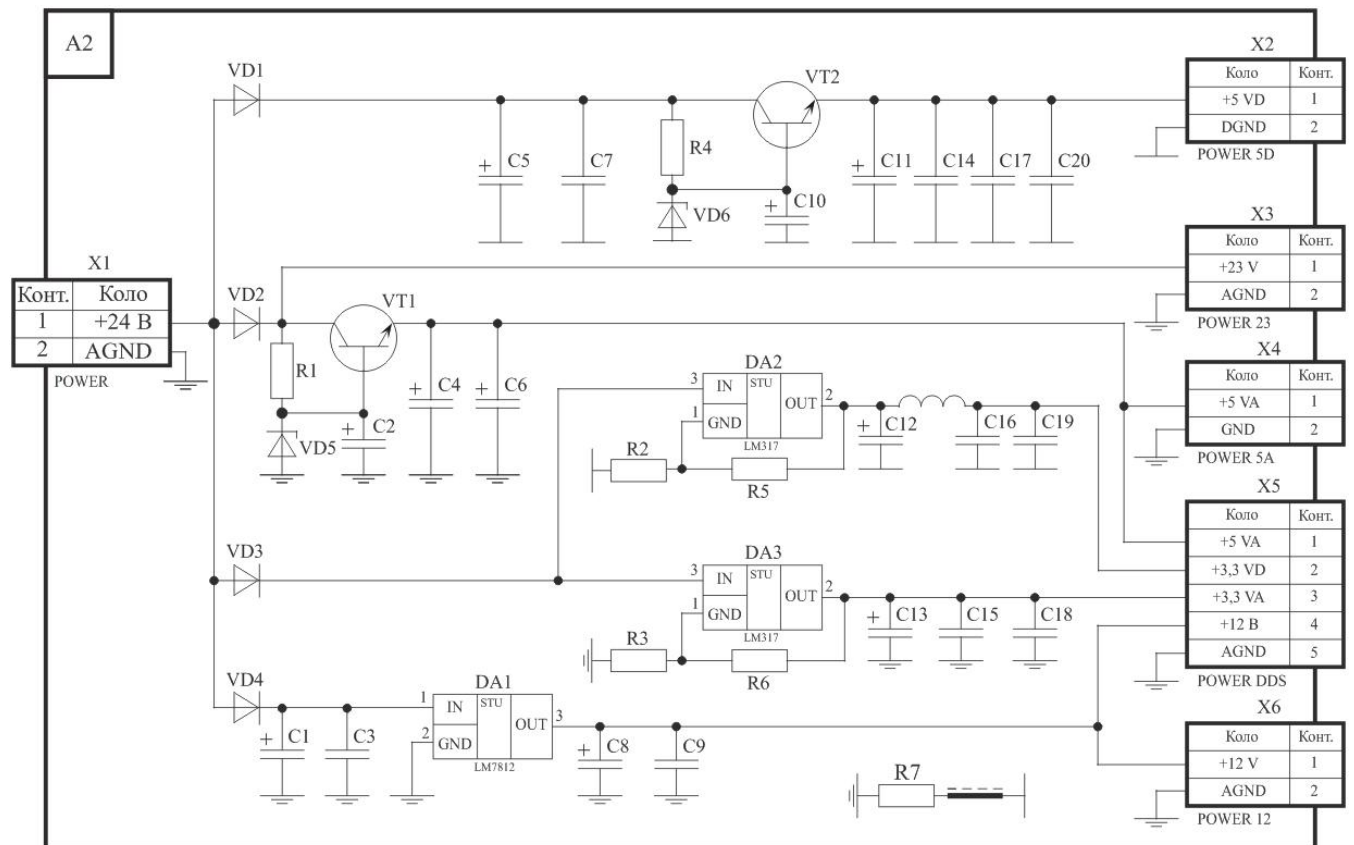 A2
VD1
VT2
+ C5
C7
R4
VD6
+ C10
+ C11
C14
C17
C20
X2
Коло Конт.
+5 VD 1
DGND 2
POWER 5D
X3
Коло Конт.
+23 V 1
AGND 2
POWER 23
X1
Конт. Коло
1 +24 В
2 AGND
POWER
VD2
VT1
R1
VD5
+ C2
+ C4
+ C6
X4
Коло Конт.
+5 VA 1
GND 2
POWER 5A
DA2
3 IN STU OUT 2
1 GND
LM317
R2
R5
+ C12
C16
C19
X5
Коло Конт.
+5 VA 1
+3,3 VD 2
+3,3 VA 3
+12 В 4
AGND 5
POWER DDS
VD3
DA3
3 IN STU OUT 2
1 GND
LM317
R3
R6
+ C13
C15
C18
VD4
+ C1
C3
DA1
1 IN STU OUT 3
2 GND
LM7812
+ C8
C9
R7
X6
Коло Конт.
+12 V 1
AGND 2
POWER 12